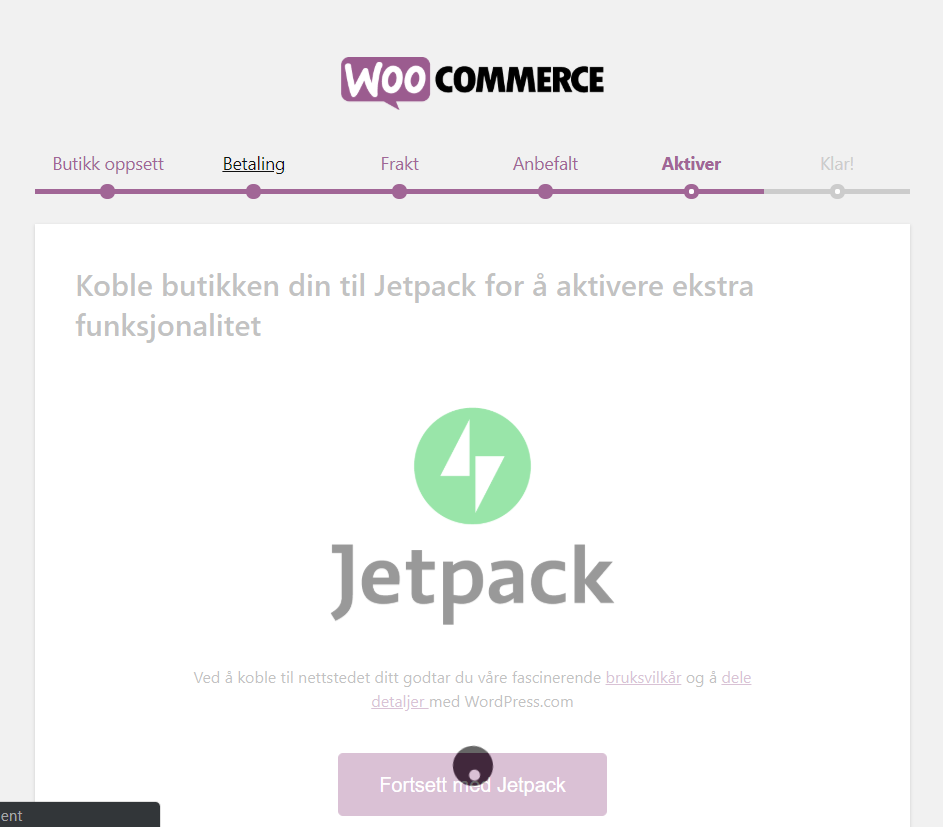 WOO COMMERCE
Butikk oppsett Betaling Frakt Anbefalt Aktiver Klar!
Koble butikken din til Jetpack for å aktivere ekstra
funksjonalitet
Jetpack
Ved å koble til nettstedet ditt godtar du våre fascinerende bruksvilkår og å dele
detaljer med WordPress.com
Fortsett med Jetpack
ent